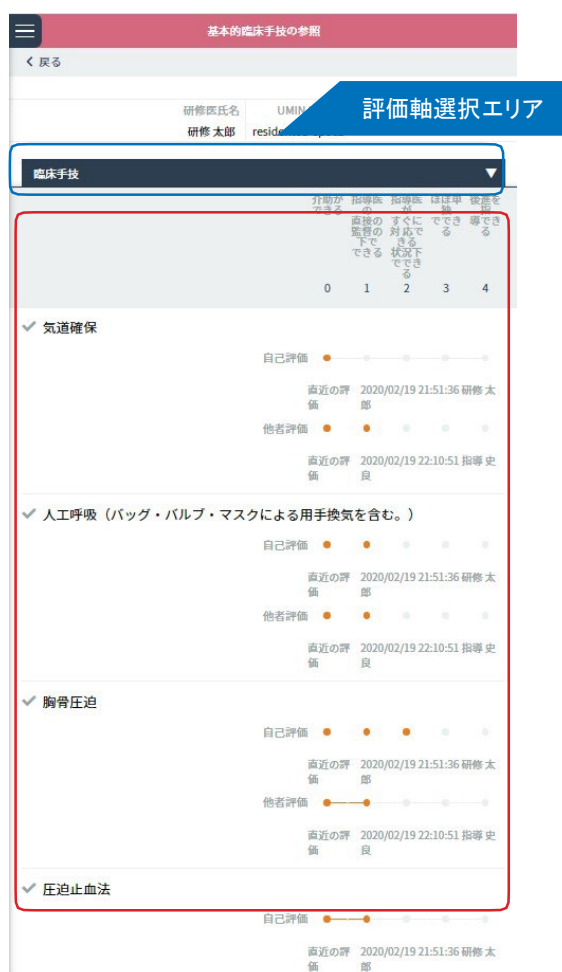 基本的臨床手技の参照
戻る
評価軸選択エリア
研修医氏名 UMIN
研修 太郎
臨床手技
介助ができる 指導医の直接の監督の下でできる 指導医がすぐに対応できる状況下でできる ほぼ単独でできる 後進を指導できる
0 1 2 3 4
気道確保
自己評価
直近の評価 2020/02/19 21:51:36 研修 太郎
他者評価
直近の評価 2020/02/19 22:10:51 指導 史良
人工呼吸（バッグ・バルブ・マスクによる用手換気を含む。）
自己評価
直近の評価 2020/02/19 21:51:36 研修 太郎
他者評価
直近の評価 2020/02/19 22:10:51 指導 史良
胸骨圧迫
自己評価
直近の評価 2020/02/19 21:51:36 研修 太郎
他者評価
直近の評価 2020/02/19 22:10:51 指導 史良
圧迫止血法
自己評価
直近の評価 2020/02/19 21:51:36 研修 太郎